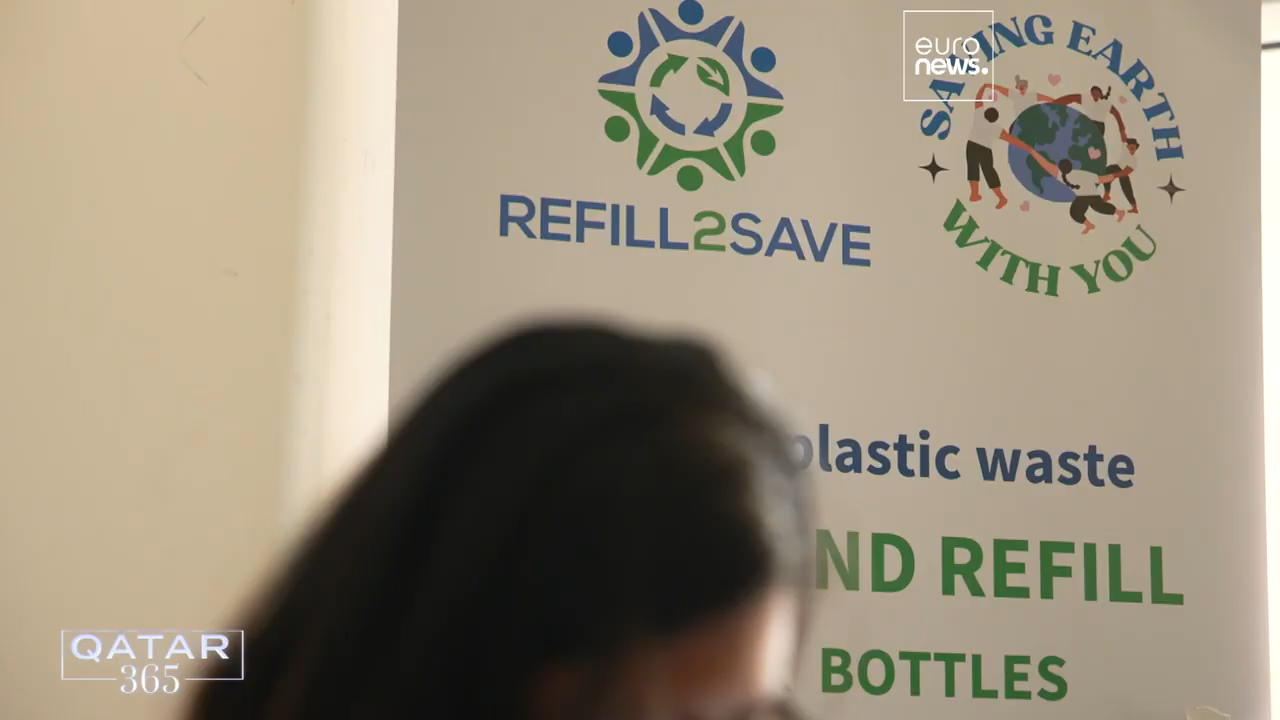 euro
news.
SAVING EARTH
WITH YOU
REFILL2SAVE
plastic waste
ND REFILL
BOTTLES
QATAR
365